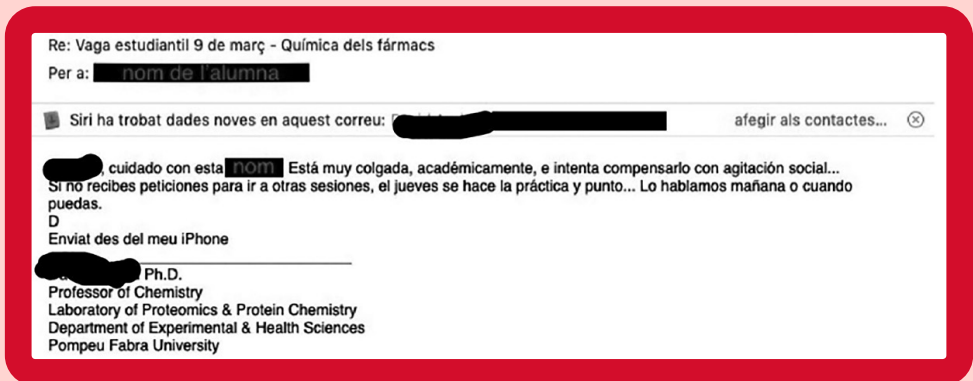 Re: Vaga estudiantil 9 de març - Química dels fármacs
Per a: nom de l'alumna
Siri ha trobat dades noves en aquest correu: afegir als contactes...
, cuidado con esta nom Está muy colgada, académicamente, e intenta compensarlo con agitación social...
Si no recibes peticiones para ir a otras sesiones, el jueves se hace la práctica y punto... Lo hablamos mañana o cuando
puedas.
D
Enviat des del meu iPhone
Ph.D.
Professor of Chemistry
Laboratory of Proteomics & Protein Chemistry
Department of Experimental & Health Sciences
Pompeu Fabra University